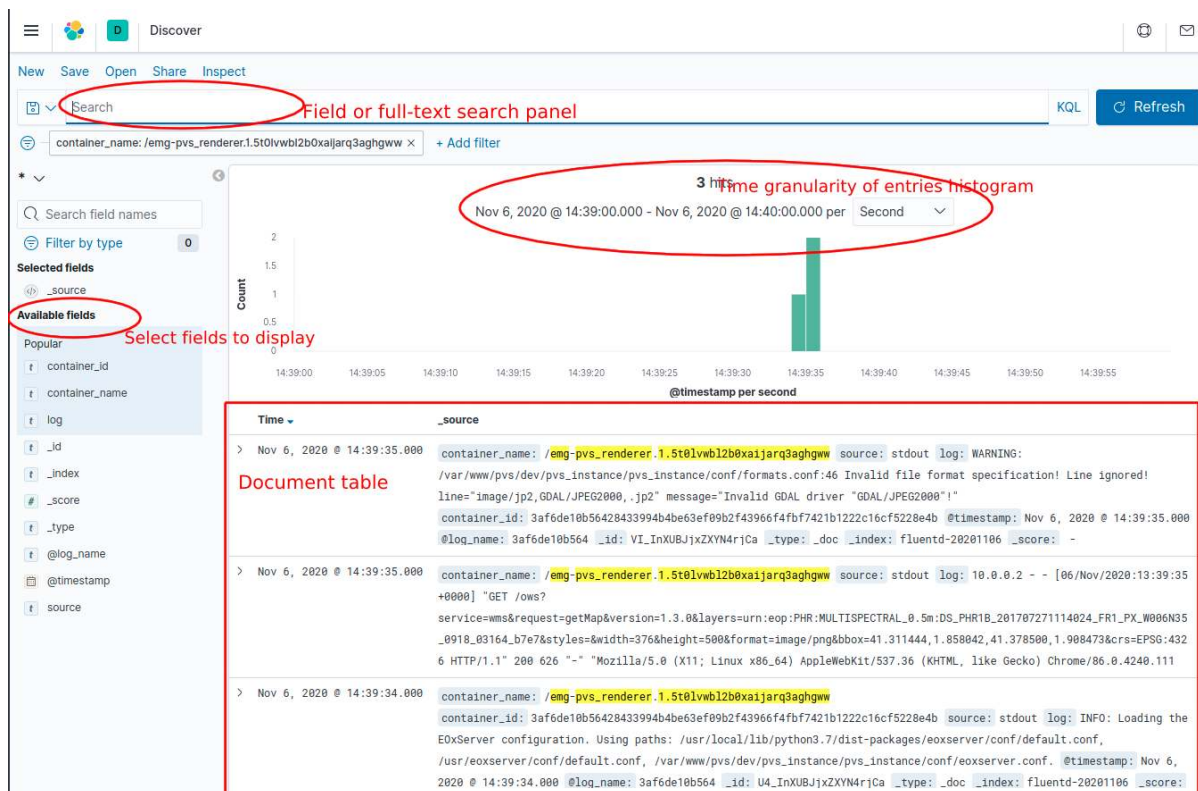 D Discover
New Save Open Share Inspect
Search
Field or full-text search panel
KQL
Refresh
container_name: /emg-pvs_renderer.1.5t0lvwbl2b0xaijarq3aghgww ×
+ Add filter
*
3 hits
Time granularity of entries histogram
Search field names
Nov 6, 2020 @ 14:39:00.000 - Nov 6, 2020 @ 14:40:00.000 per Second
Filter by type 0
Selected fields
_source
Available fields
Select fields to display
Popular
container_id
container_name
log
_id
_index
_score
_type
@log_name
@timestamp
source
Count
2
1.5
1
0.5
0
14:39:00 14:39:05 14:39:10 14:39:15 14:39:20 14:39:25 14:39:30 14:39:35 14:39:40 14:39:45 14:39:50 14:39:55
@timestamp per second
Time _source
Document table
Nov 6, 2020 @ 14:39:35.000 container_name: /emg-pvs_renderer.1.5t0lvwbl2b0xaijarq3aghgww source: stdout log: WARNING:
/var/www/pvs/dev/pvs_instance/pvs_instance/conf/formats.conf:46 Invalid file format specification! Line ignored!
line="image/jp2,GDAL/JPEG2000,.jp2" message="Invalid GDAL driver "GDAL/JPEG2000"!"
container_id: 3af6de10b56428433994b4be63ef09b2f43966f4fbf7421b1222c16cf5228e4b @timestamp: Nov 6, 2020 @ 14:39:35.000
@log_name: 3af6de10b564 _id: VI_InXUBJjxZXYN4rjCa _type: _doc _index: fluentd-20201106 _score: -
Nov 6, 2020 @ 14:39:35.000 container_name: /emg-pvs_renderer.1.5t0lvwbl2b0xaijarq3aghgww source: stdout log: 10.0.0.2 - - [06/Nov/2020:13:39:35
+0000] "GET /ows?
service=wms&request=getMap&version=1.3.0&layers=urn:eop:PHR:MULTISPECTRAL_0.5m:DS_PHR1B_201707271114024_FR1_PX_W006N35
_0918_03164_b7e7&styles=&width=376&height=500&format=image/png&bbox=41.311444,1.858042,41.378500,1.908473&crs=EPSG:432
6 HTTP/1.1" 200 626 "-" "Mozilla/5.0 (X11; Linux x86_64) AppleWebKit/537.36 (KHTML, like Gecko) Chrome/86.0.4240.111
Nov 6, 2020 @ 14:39:34.000 container_name: /emg-pvs_renderer.1.5t0lvwbl2b0xaijarq3aghgww
container_id: 3af6de10b56428433994b4be63ef09b2f43966f4fbf7421b1222c16cf5228e4b source: stdout log: INFO: Loading the
EOxServer configuration. Using paths: /usr/local/lib/python3.7/dist-packages/eoxserver/conf/default.conf,
/usr/eoxserver/conf/default.conf, /var/www/pvs/dev/pvs_instance/pvs_instance/conf/eoxserver.conf. @timestamp: Nov 6,
2020 @ 14:39:34.000 @log_name: 3af6de10b564 _id: U4_InXUBJjxZXYN4rjCa _type: _doc _index: fluentd-20201106 _score: